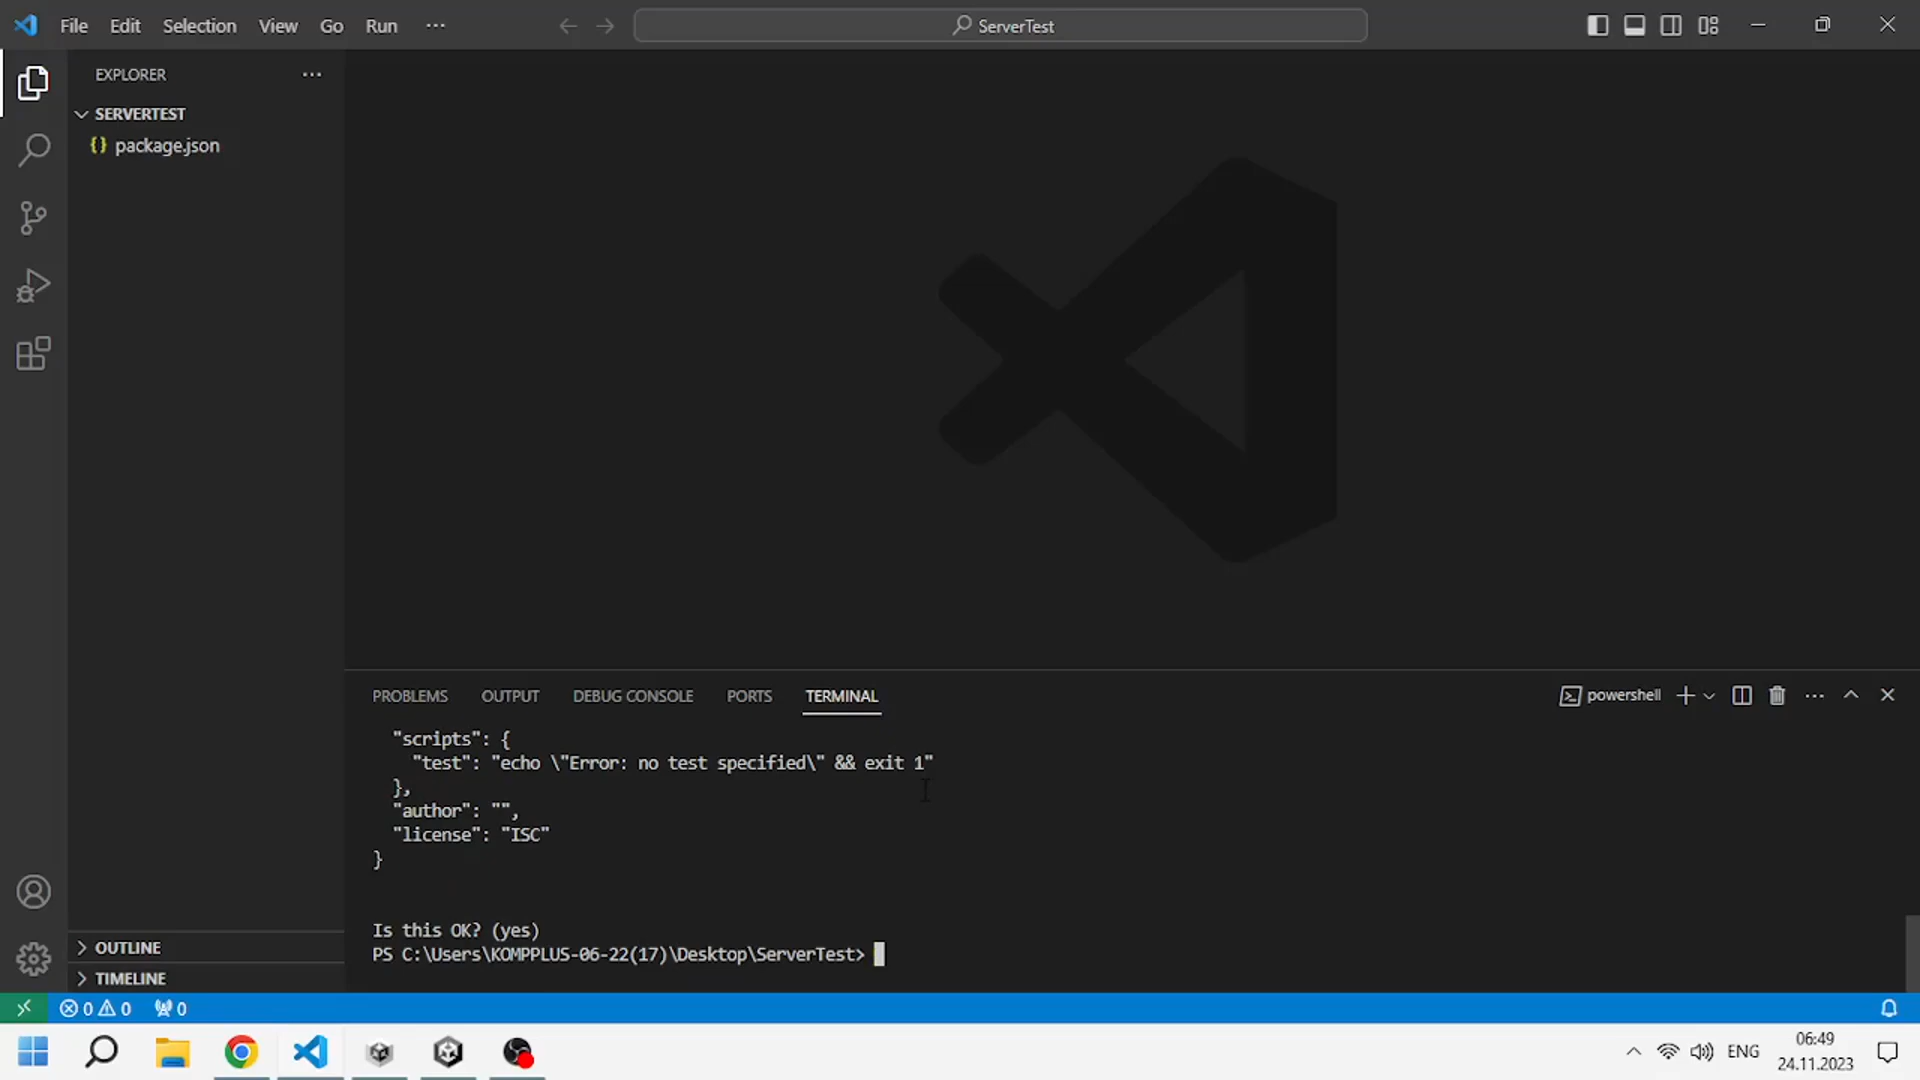 File Edit Selection View Go Run ···
ServerTest
EXPLORER ···
SERVERTEST
{} package.json
PROBLEMS OUTPUT DEBUG CONSOLE PORTS TERMINAL
powershell
"scripts": {
"test": "echo \"Error: no test specified\" && exit 1"
},
"author": "",
"license": "ISC"
}
Is this OK? (yes)
PS C:\Users\KOMPPLUS-06-22(17)\Desktop\ServerTest>
OUTLINE
TIMELINE
0 0 0
ENG
06:49
24.11.2023